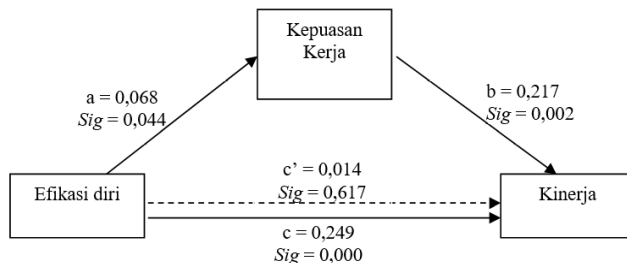 Kepuasan
Kerja
a = 0,068
Sig = 0,044
b = 0,217
Sig = 0,002
Efikasi diri
c’ = 0,014
Sig = 0,617
Kinerja
c = 0,249
Sig = 0,000